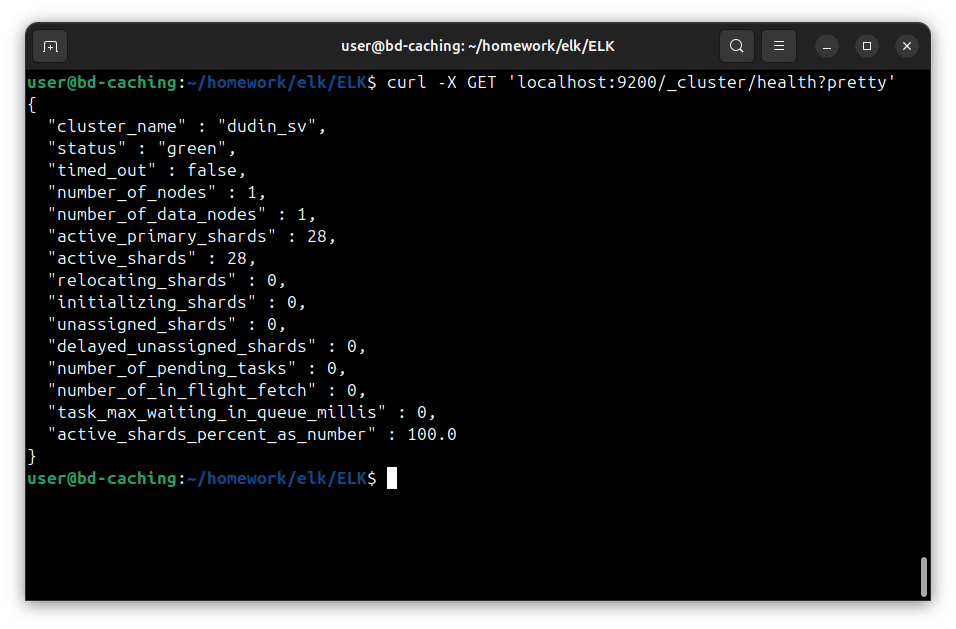 user@bd-caching: ~/homework/elk/ELK
user@bd-caching:~/homework/elk/ELK$ curl -X GET 'localhost:9200/_cluster/health?pretty'
{
  "cluster_name" : "dudin_sv",
  "status" : "green",
  "timed_out" : false,
  "number_of_nodes" : 1,
  "number_of_data_nodes" : 1,
  "active_primary_shards" : 28,
  "active_shards" : 28,
  "relocating_shards" : 0,
  "initializing_shards" : 0,
  "unassigned_shards" : 0,
  "delayed_unassigned_shards" : 0,
  "number_of_pending_tasks" : 0,
  "number_of_in_flight_fetch" : 0,
  "task_max_waiting_in_queue_millis" : 0,
  "active_shards_percent_as_number" : 100.0
}
user@bd-caching:~/homework/elk/ELK$